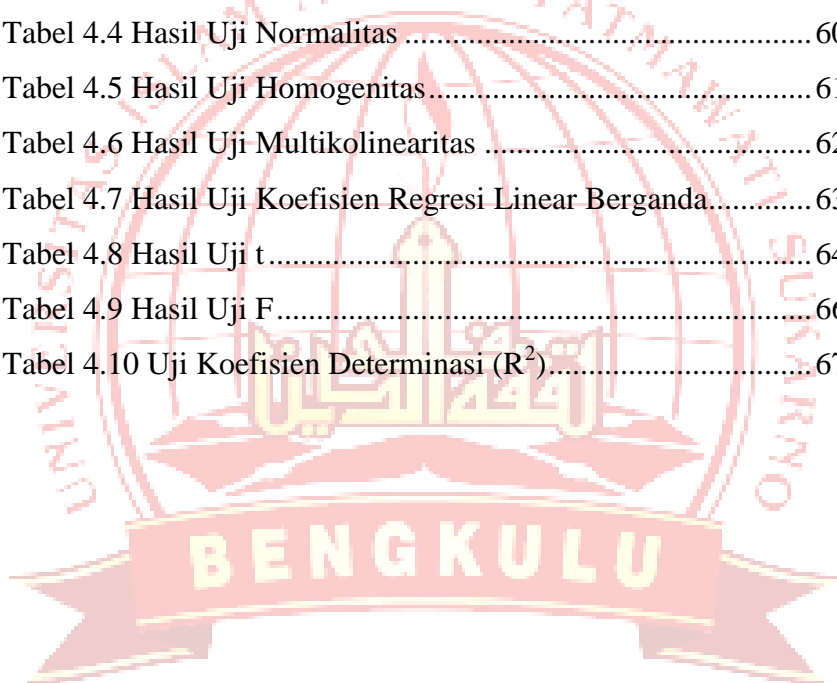 Tabel 4.4 Hasil Uji Normalitas ................................................ 60
Tabel 4.5 Hasil Uji Homogenitas ............................................. 61
Tabel 4.6 Hasil Uji Multikolinearitas ...................................... 62
Tabel 4.7 Hasil Uji Koefisien Regresi Linear Berganda ............. 63
Tabel 4.8 Hasil Uji t ................................................................ 64
Tabel 4.9 Hasil Uji F ............................................................... 66
Tabel 4.10 Uji Koefisien Determinasi (R²) ............................... 67
SUKARNO
BENGKULU